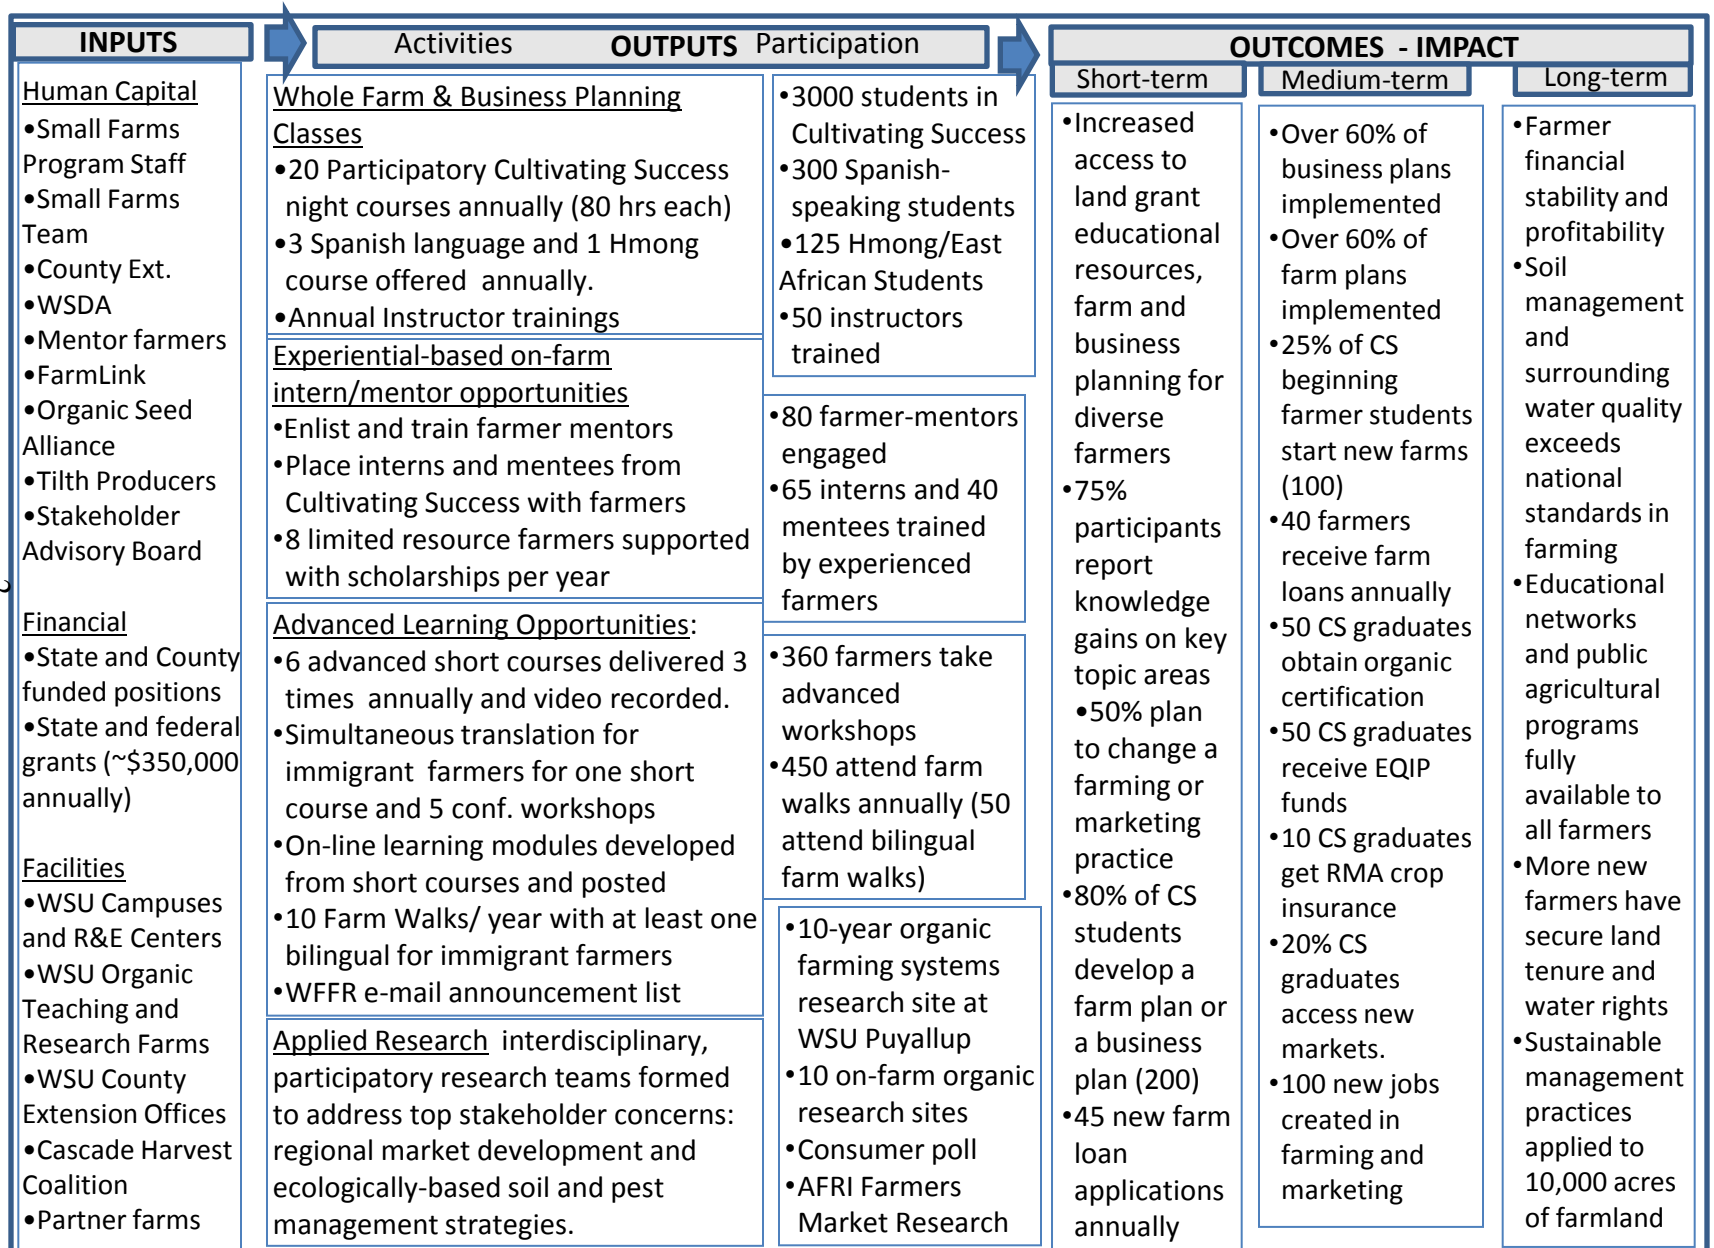 INPUTS
Activities OUTPUTS Participation
OUTCOMES - IMPACT
Short-term
Medium-term
Long-term
Human Capital
•Small Farms
Program Staff
•Small Farms
Team
•County Ext.
•WSDA
•Mentor farmers
•FarmLink
•Organic Seed
Alliance
•Tilth Producers
•Stakeholder
Advisory Board
Financial
•State and County
funded positions
•State and federal
grants (~$350,000
annually)
Facilities
•WSU Campuses
and R&E Centers
•WSU Organic
Teaching and
Research Farms
•WSU County
Extension Offices
•Cascade Harvest
Coalition
•Partner farms
Whole Farm & Business Planning
Classes
•20 Participatory Cultivating Success
night courses annually (80 hrs each)
•3 Spanish language and 1 Hmong
course offered annually.
•Annual Instructor trainings
Experiential-based on-farm
intern/mentor opportunities
•Enlist and train farmer mentors
•Place interns and mentees from
Cultivating Success with farmers
•8 limited resource farmers supported
with scholarships per year
Advanced Learning Opportunities:
•6 advanced short courses delivered 3
times annually and video recorded.
•Simultaneous translation for
immigrant farmers for one short
course and 5 conf. workshops
•On-line learning modules developed
from short courses and posted
•10 Farm Walks/ year with at least one
bilingual for immigrant farmers
•WFFR e-mail announcement list
Applied Research interdisciplinary,
participatory research teams formed
to address top stakeholder concerns:
regional market development and
ecologically-based soil and pest
management strategies.
•3000 students in
Cultivating Success
•300 Spanish-
speaking students
•125 Hmong/East
African Students
•50 instructors
trained
•80 farmer-mentors
engaged
•65 interns and 40
mentees trained
by experienced
farmers
•360 farmers take
advanced
workshops
•450 attend farm
walks annually (50
attend bilingual
farm walks)
•10-year organic
farming systems
research site at
WSU Puyallup
•10 on-farm organic
research sites
•Consumer poll
•AFRI Farmers
Market Research
•Increased
access to
land grant
educational
resources,
farm and
business
planning for
diverse
farmers
•75%
participants
report
knowledge
gains on key
topic areas
•50% plan
to change a
farming or
marketing
practice
•80% of CS
students
develop a
farm plan or
a business
plan (200)
•45 new farm
loan
applications
annually
•Over 60% of
business plans
implemented
•Over 60% of
farm plans
implemented
•25% of CS
beginning
farmer students
start new farms
(100)
•40 farmers
receive farm
loans annually
•50 CS graduates
obtain organic
certification
•50 CS graduates
receive EQIP
funds
•10 CS graduates
get RMA crop
insurance
•20% CS
graduates
access new
markets.
•100 new jobs
created in
farming and
marketing
•Farmer
financial
stability and
profitability
•Soil
management
and
surrounding
water quality
exceeds
national
standards in
farming
•Educational
networks
and public
agricultural
programs
fully
available to
all farmers
•More new
farmers have
secure land
tenure and
water rights
•Sustainable
management
practices
applied to
10,000 acres
of farmland